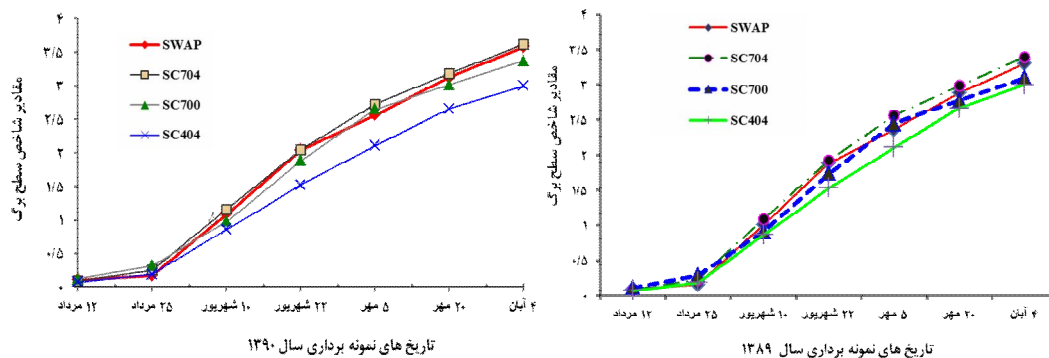 ۴
۳/۵
۳
۲/۵
۲
۱/۵
۱
۰/۵
۰
مقادیر شاخص سطح برگ
SWAP
SC704
SC700
SC404
۱۲ مرداد
۲۵ مرداد
۱۰ شهریور
۲۲ شهریور
۵ مهر
۲۰ مهر
۴ آبان
تاریخ های نمونه برداری سال ۱۳۹۰
۴
۳/۵
۳
۲/۵
۲
۱/۵
۱
۰/۵
۰
مقادیر شاخص سطح برگ
SWAP
SC704
SC700
SC404
۱۲ مرداد
۲۵ مرداد
۱۰ شهریور
۲۲ شهریور
۵ مهر
۲۰ مهر
۴ آبان
تاریخ های نمونه برداری سال ۱۳۸۹